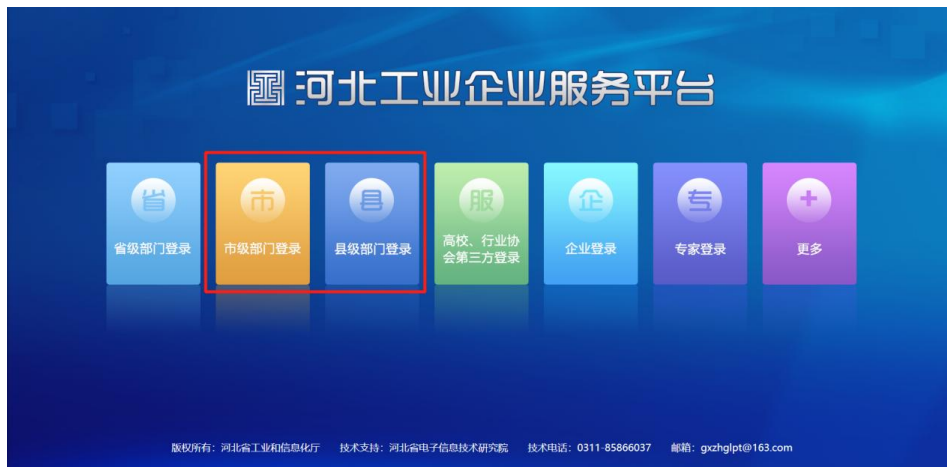 河北工业企业服务平台
省
市
县
服
企
专
省级部门登录
市级部门登录
县级部门登录
高校、行业协
会第三方登录
企业登录
专家登录
更多
版权所有：河北省工业和信息化厅 技术支持：河北省电子信息技术研究院 技术电话：0311-85866037 邮箱：gxzhglpt@163.com